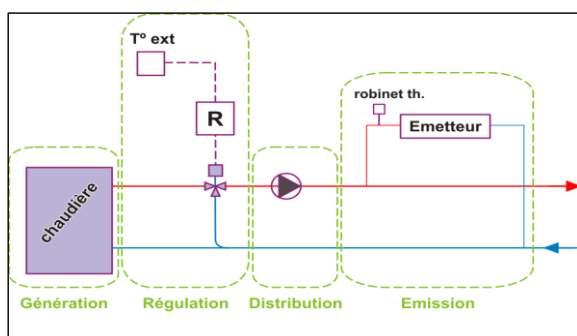 T° ext
robinet th.
R
Emetteur
chaudière
Génération
Régulation
Distribution
Emission